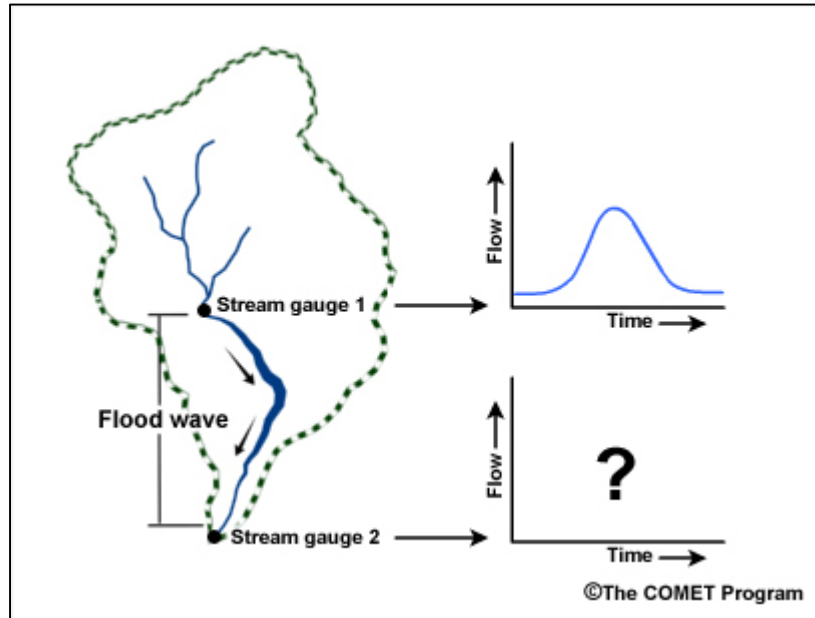 Flow
Time
Stream gauge 1
Flood wave
Flow
?
Stream gauge 2
Time
©The COMET Program